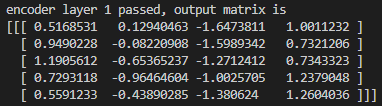 encoder layer 1 passed, output matrix is
[[[ 0.5168531   0.12940463 -1.6473811   1.0011232 ]
  [ 0.9490228  -0.08220908 -1.5989342   0.7321206 ]
  [ 1.1905612  -0.65365237 -1.2712412   0.7343323 ]
  [ 0.7293118  -0.96464604 -1.0025705   1.2379048 ]
  [ 0.5591233  -0.43890285 -1.380624    1.2604036 ]]]